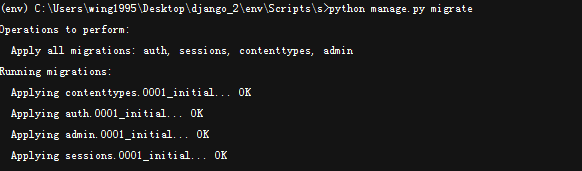 (env) C:\Users\wing1995\Desktop\django_2\env\Scripts\s>python manage.py migrate
Operations to perform:
Apply all migrations: auth, sessions, contenttypes, admin
Running migrations:
Applying contenttypes.0001_initial... OK
Applying auth.0001_initial... OK
Applying admin.0001_initial... OK
Applying sessions.0001_initial... OK